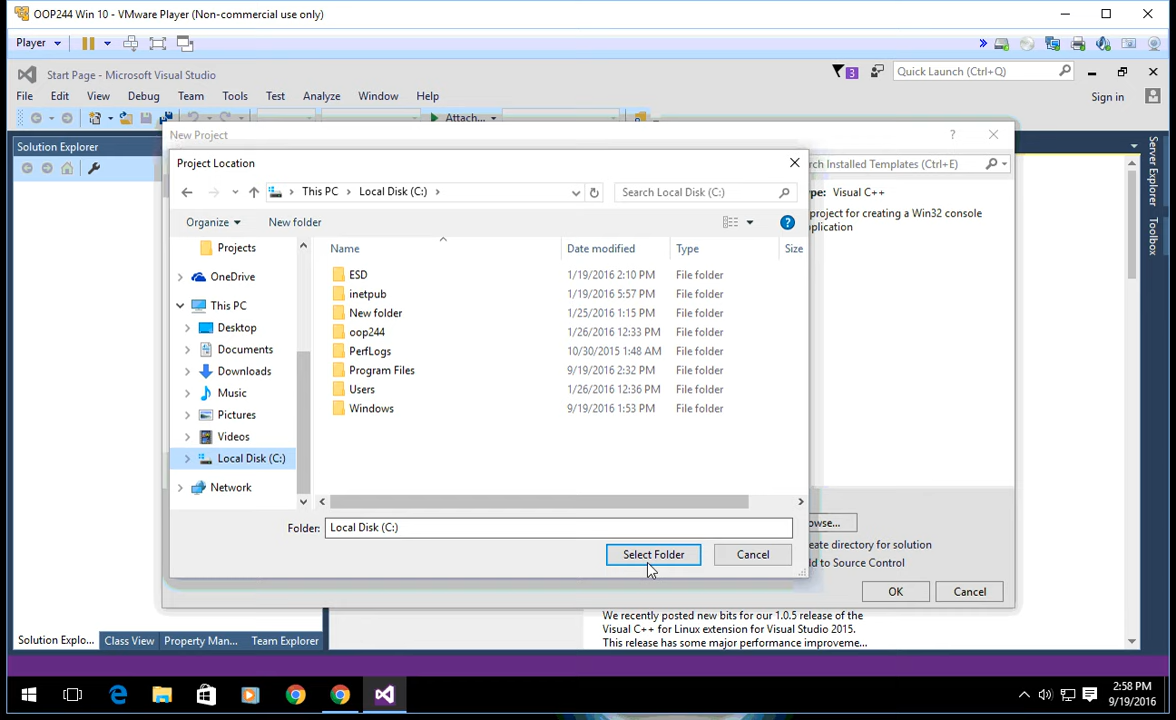 OOP244 Win 10 - VMware Player (Non-commercial use only)
Player
Start Page - Microsoft Visual Studio
3
Quick Launch (Ctrl+Q)
File Edit View Debug Team Tools Test Analyze Window Help
Sign in
Attach...
Solution Explorer
New Project
?
Server Explorer
Toolbox
Project Location
rch Installed Templates (Ctrl+E)
This PC > Local Disk (C:) >
Search Local Disk (C:)
pe: Visual C++
Organize New folder
project for creating a Win32 console
plication
Projects
OneDrive
This PC
Desktop
Documents
Downloads
Music
Pictures
Videos
Local Disk (C:)
Network
Name Date modified Type Size
ESD 1/19/2016 2:10 PM File folder
inetpub 1/19/2016 5:57 PM File folder
New folder 1/25/2016 1:15 PM File folder
oop244 1/26/2016 12:33 PM File folder
PerfLogs 10/30/2015 1:48 AM File folder
Program Files 9/19/2016 2:32 PM File folder
Users 1/26/2016 12:36 PM File folder
Windows 9/19/2016 1:53 PM File folder
Folder: Local Disk (C:)
Select Folder Cancel
owse...
eate directory for solution
d to Source Control
OK Cancel
We recently posted new bits for our 1.0.5 release of the
Visual C++ for Linux extension for Visual Studio 2015.
This release has some major performance improveme...
Solution Explo... Class View Property Man... Team Explorer
2:58 PM
9/19/2016